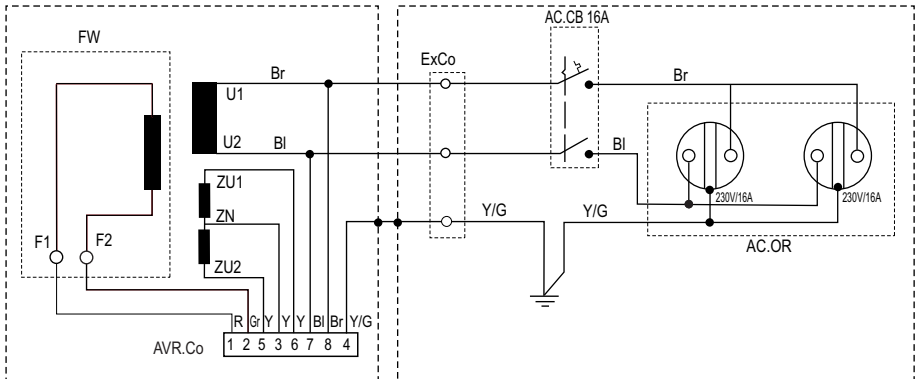 AC.CB 16A
FW
ExCo
Br
Br
U1
U2
Bl
Bl
ZU1
ZN
ZU2
Y/G
Y/G
230V/16A
230V/16A
F1
F2
AC.OR
R Gr Y Y Y Bl Br Y/G
AVR.Co
1 2 5 3 6 7 8 4